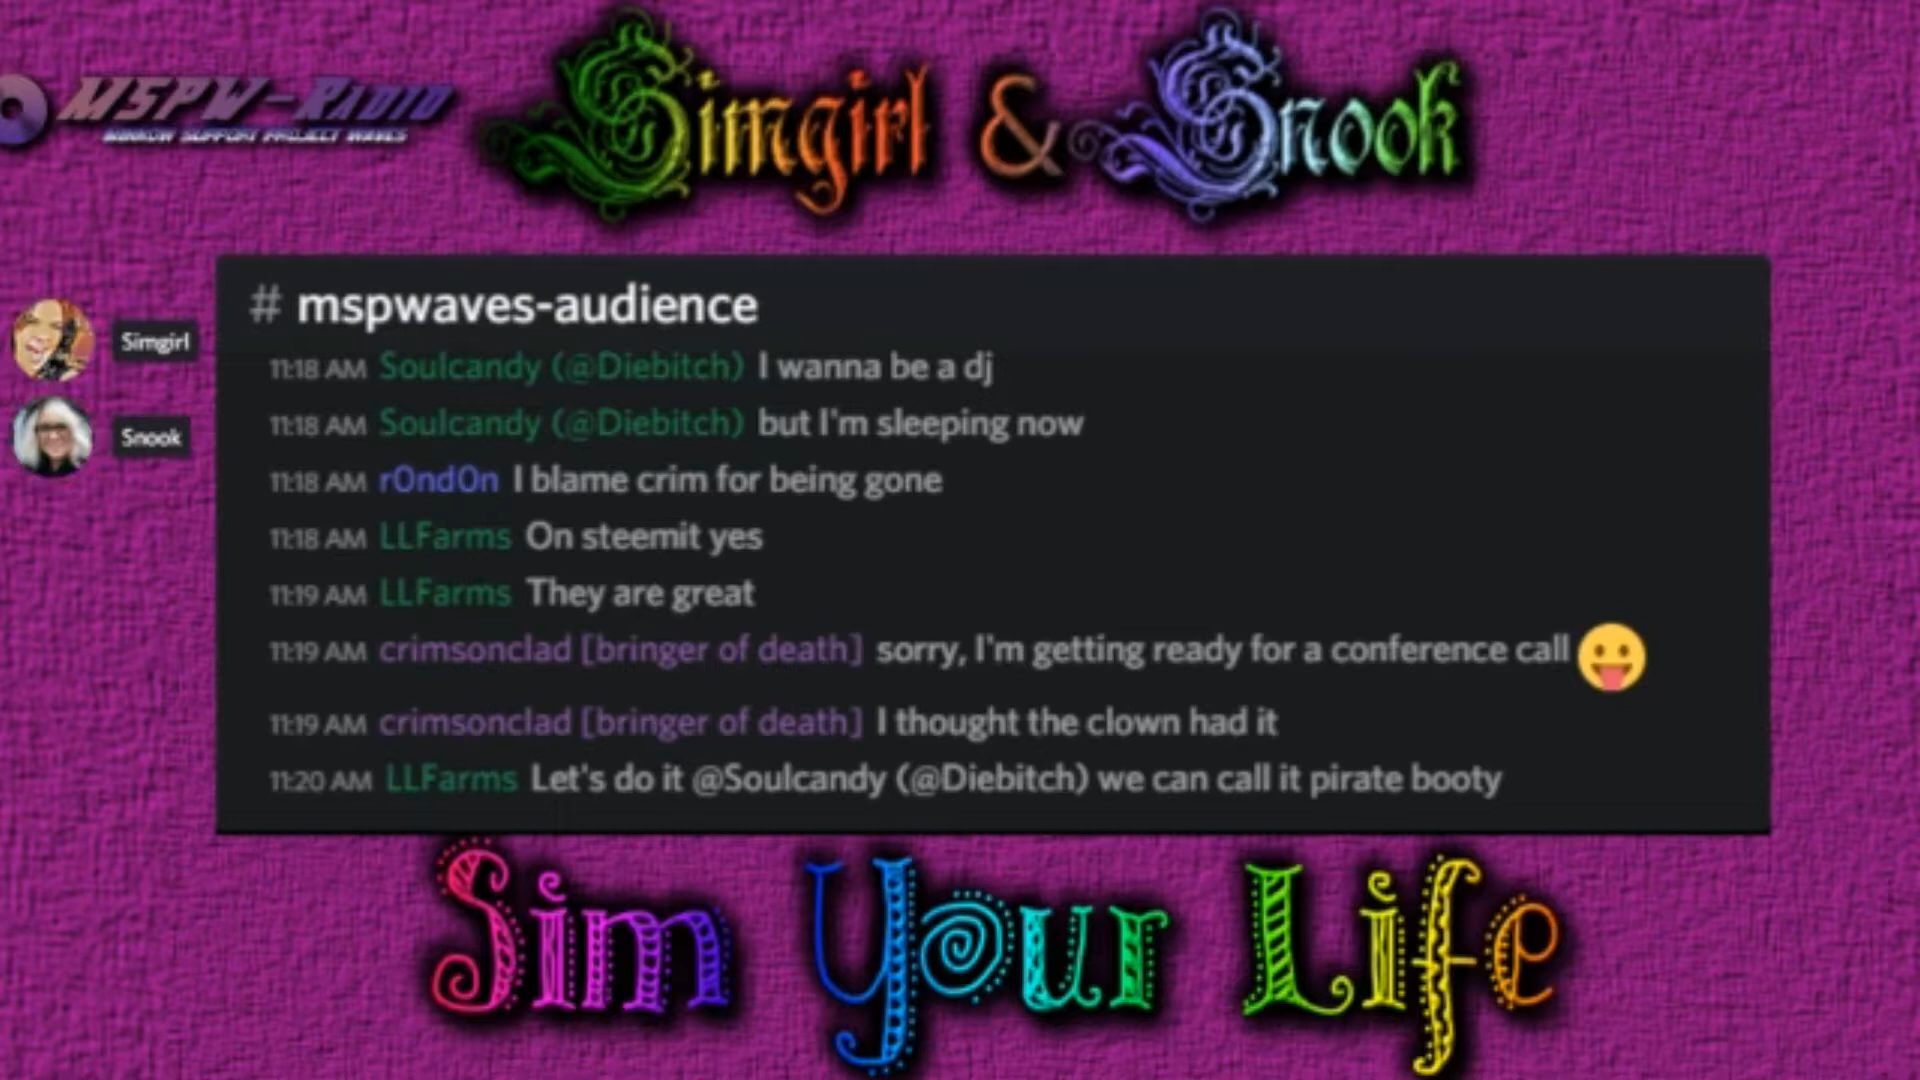 MSPW-Radio
MINNOW SUPPORT PROJECT WAVES
Simgirl & Snook
# mspwaves-audience
Simgirl
Snook
11:18 AM Soulcandy (@Diebitch) I wanna be a dj
11:18 AM Soulcandy (@Diebitch) but I'm sleeping now
11:18 AM r0nd0n I blame crim for being gone
11:18 AM LLFarms On steemit yes
11:19 AM LLFarms They are great
11:19 AM crimsonclad [bringer of death] sorry, I'm getting ready for a conference call 😛
11:19 AM crimsonclad [bringer of death] I thought the clown had it
11:20 AM LLFarms Let's do it @Soulcandy (@Diebitch) we can call it pirate booty
Sim Your Life